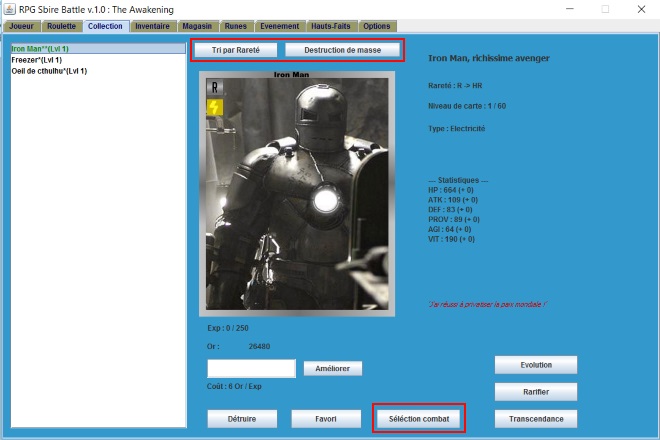 RPG Sbire Battle v.1.0 : The Awakening
Joueur Roulette Collection Inventaire Magasin Runes Evenement Hauts-Faits Options
Iron Man**(Lvl 1)
Freezer*(Lvl 1)
Oeil de cthulhu*(Lvl 1)
Tri par Rareté Destruction de masse
Iron Man
R
Iron Man, richissime avenger
Rareté : R -> HR
Niveau de carte : 1 / 60
Type : Electricité
--- Statistiques ---
HP : 664 (+ 0)
ATK : 109 (+ 0)
DEF : 83 (+ 0)
PROV : 89 (+ 0)
AGI : 64 (+ 0)
VIT : 190 (+ 0)
"J'ai réussi à privatiser la paix mondiale !"
Exp : 0 / 250
Or : 26480
Améliorer
Coût : 6 Or / Exp
Evolution
Rarifier
Détruire Favori Séléction combat Transcendance